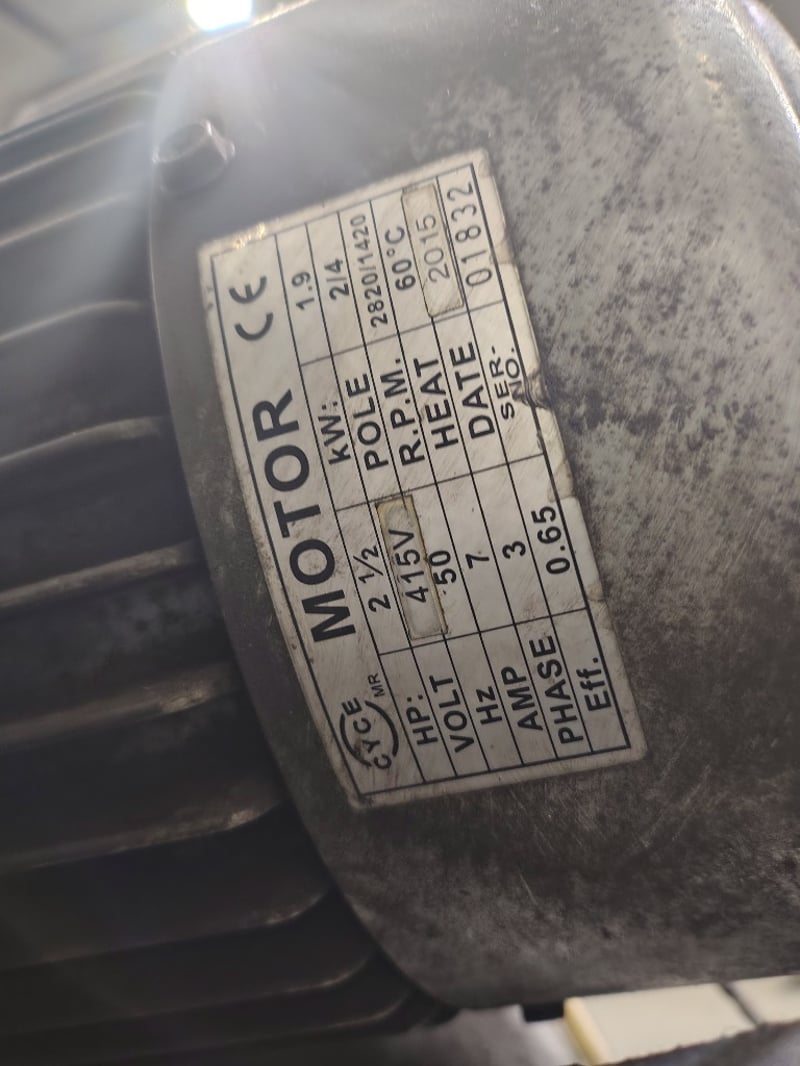 CYCE MR MOTOR CE
HP: 2 ½ kW: 1.9
VOLT 415V POLE 2/4
Hz 50 R.P.M. 2820/1420
AMP 7 HEAT 60°C
PHASE 3 DATE 2015
Eff. 0.65 SER-NO. 01832